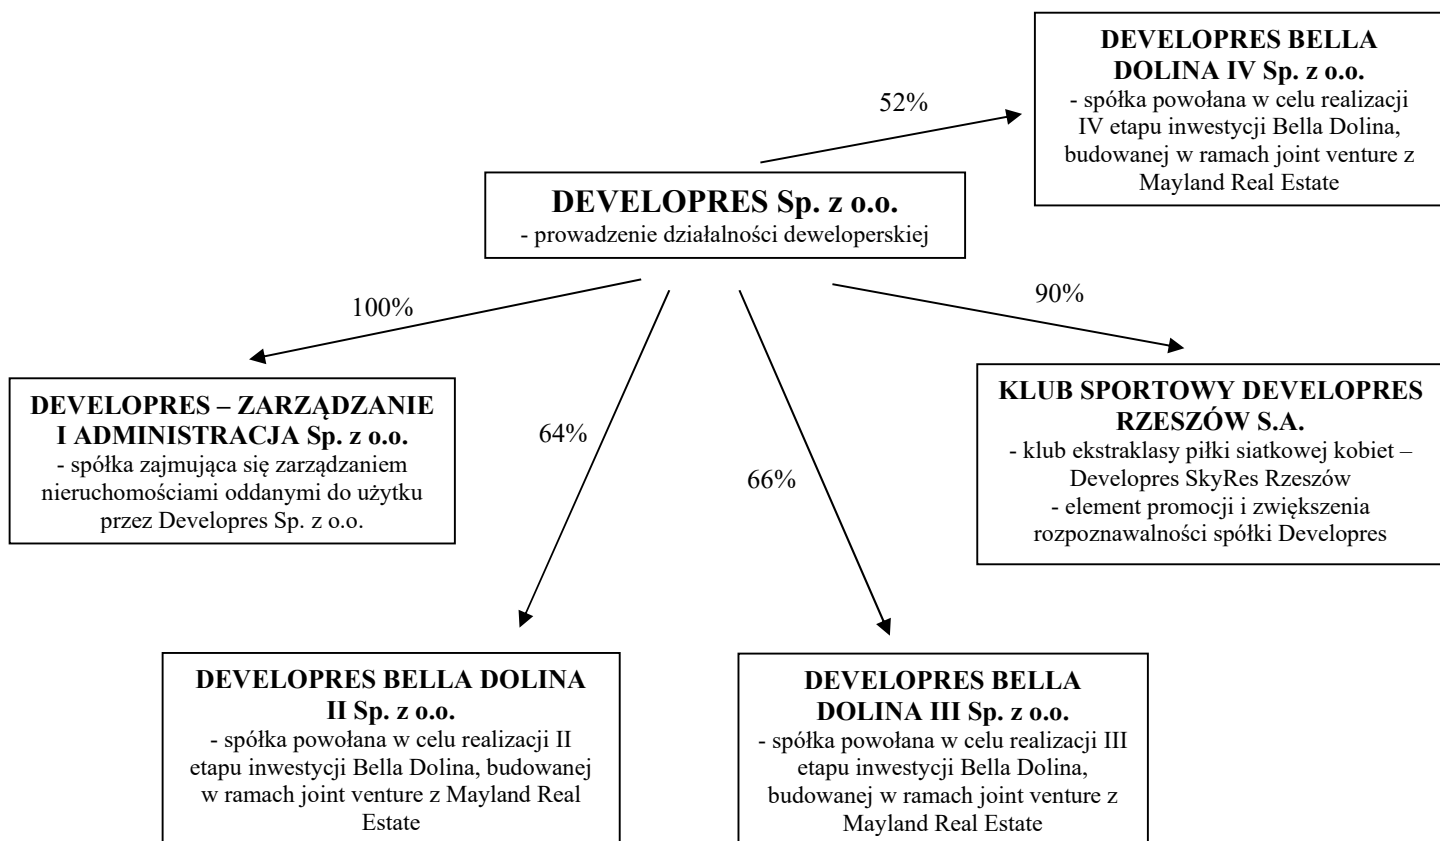 DEVELOPRES BELLA
DOLINA IV Sp. z o.o.
- spółka powołana w celu realizacji
IV etapu inwestycji Bella Dolina,
budowanej w ramach joint venture z
Mayland Real Estate
52%
DEVELOPRES Sp. z o.o.
- prowadzenie działalności deweloperskiej
100%
90%
DEVELOPRES – ZARZĄDZANIE
I ADMINISTRACJA Sp. z o.o.
- spółka zajmująca się zarządzaniem
nieruchomościami oddanymi do użytku
przez Developres Sp. z o.o.
64%
66%
KLUB SPORTOWY DEVELOPRES
RZESZÓW S.A.
- klub ekstraklasy piłki siatkowej kobiet –
Developres SkyRes Rzeszów
- element promocji i zwiększenia
rozpoznawalności spółki Developres
DEVELOPRES BELLA DOLINA
II Sp. z o.o.
- spółka powołana w celu realizacji II
etapu inwestycji Bella Dolina, budowanej
w ramach joint venture z Mayland Real
Estate
DEVELOPRES BELLA
DOLINA III Sp. z o.o.
- spółka powołana w celu realizacji III
etapu inwestycji Bella Dolina,
budowanej w ramach joint venture z
Mayland Real Estate